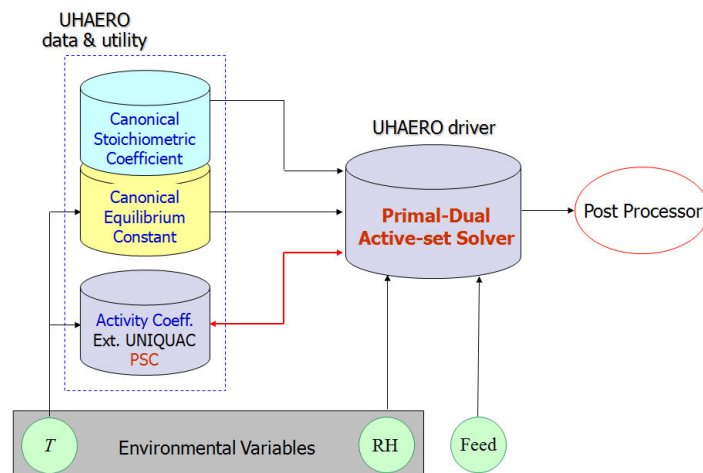 UHAERO
data & utility
Canonical
Stoichiometric
Coefficient
Canonical
Equilibrium
Constant
Activity Coeff.
Ext. UNIQUAC
PSC
UHAERO driver
Primal-Dual
Active-set Solver
Post Processor
T
Environmental Variables
RH
Feed